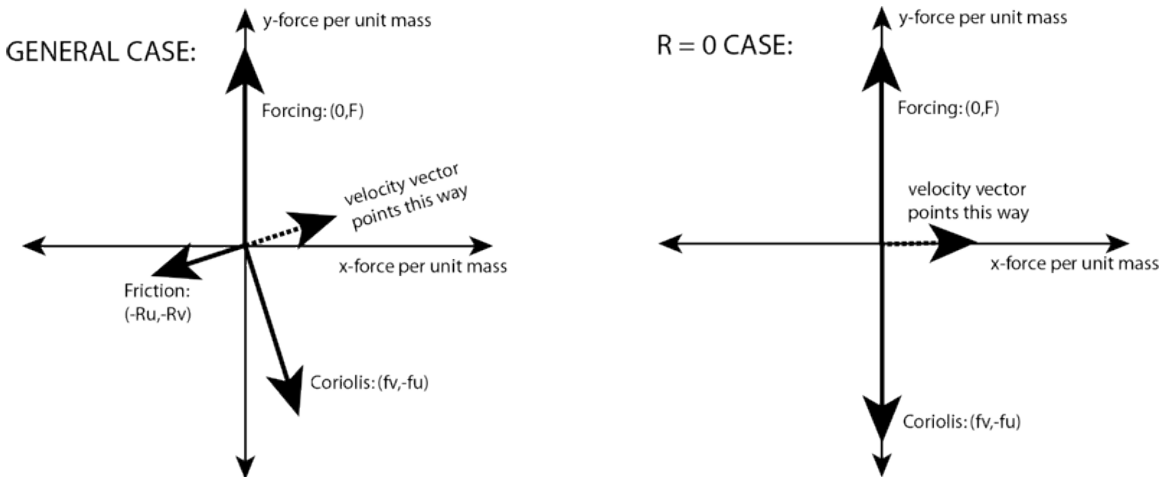 GENERAL CASE:
y-force per unit mass
Forcing: (0,F)
velocity vector
points this way
x-force per unit mass
Friction:
(-Ru,-Rv)
Coriolis: (fv,-fu)
R = 0 CASE:
y-force per unit mass
Forcing: (0,F)
velocity vector
points this way
x-force per unit mass
Coriolis: (fv,-fu)